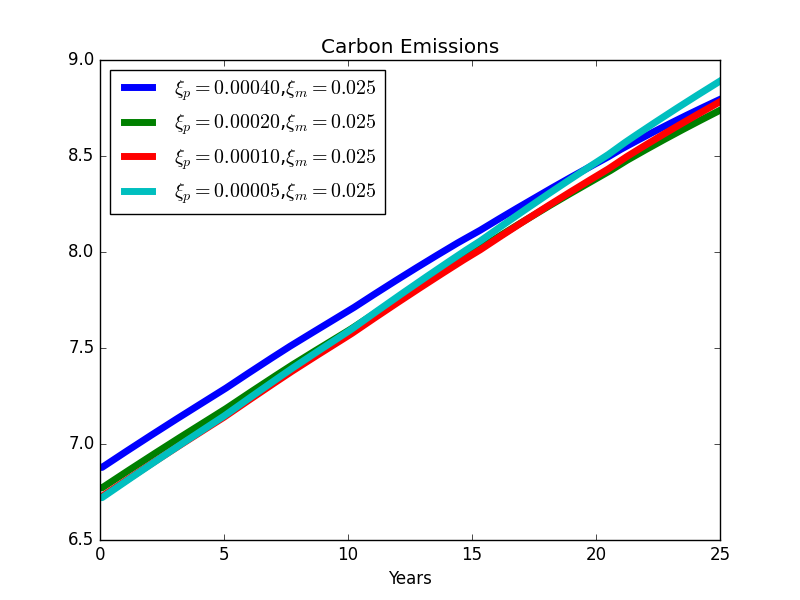 Carbon Emissions
9.0
8.5
8.0
7.5
7.0
6.5
ξₚ = 0.00040,ξₘ = 0.025
ξₚ = 0.00020,ξₘ = 0.025
ξₚ = 0.00010,ξₘ = 0.025
ξₚ = 0.00005,ξₘ = 0.025
0 5 10 15 20 25
Years